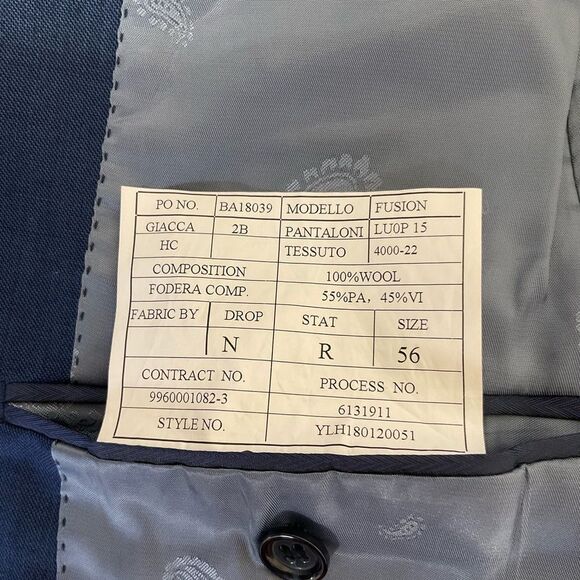 PO NO. BA18039 MODELLO FUSION
GIACCA 2B PANTALONI LU0P 15
HC TESSUTO 4000-22
COMPOSITION 100%WOOL
FODERA COMP. 55%PA, 45%VI
FABRIC BY DROP STAT SIZE
N R 56
CONTRACT NO. PROCESS NO.
9960001082-3 6131911
STYLE NO. YLH180120051